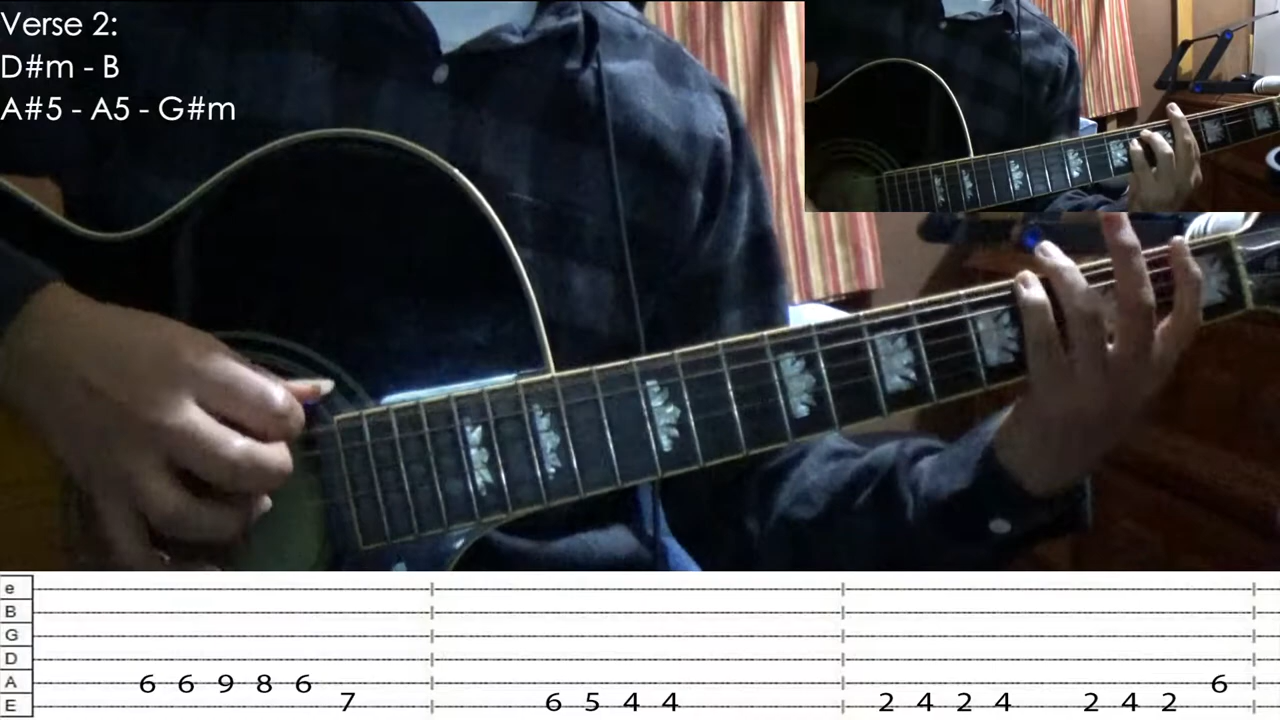 Verse 2:
D#m - B
A#5 - A5 - G#m
e
B
G
D
A 6 6 9 8 6 6
E 7 6 5 4 4 2 4 2 4 2 4 2